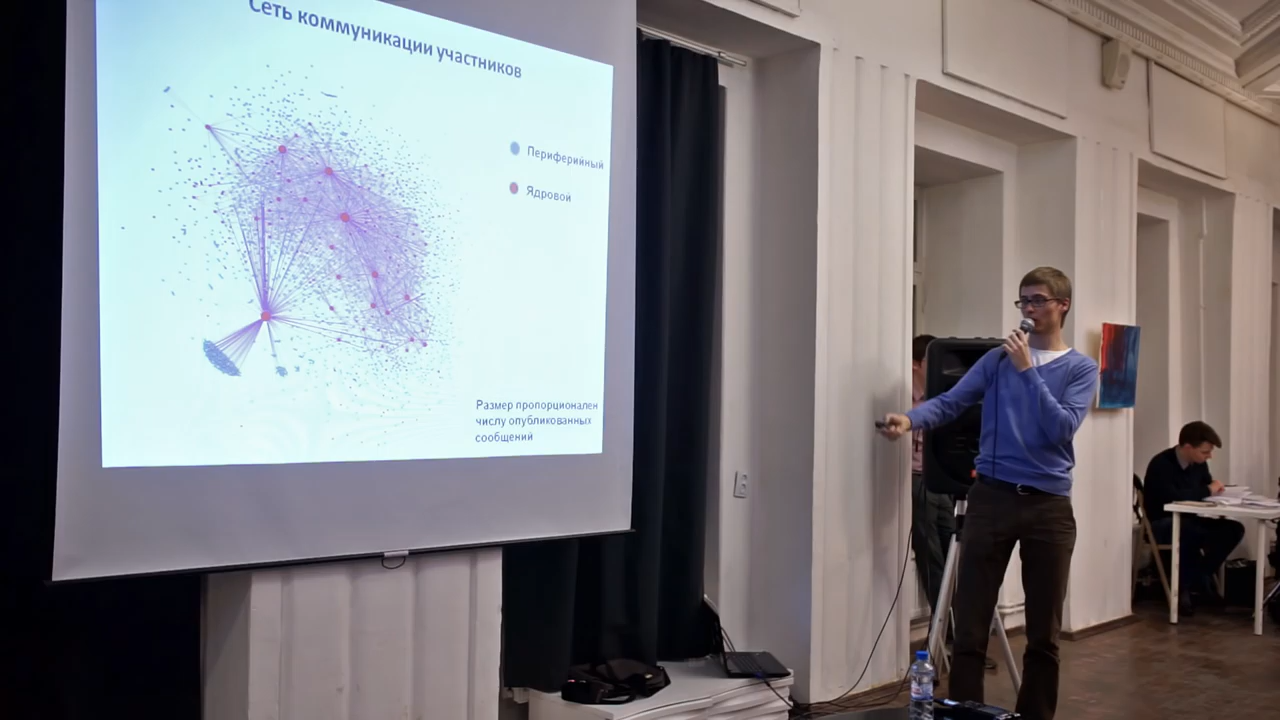 Сеть коммуникации участников
Периферийный
Ядровой
Размер пропорционален
числу опубликованных
сообщений